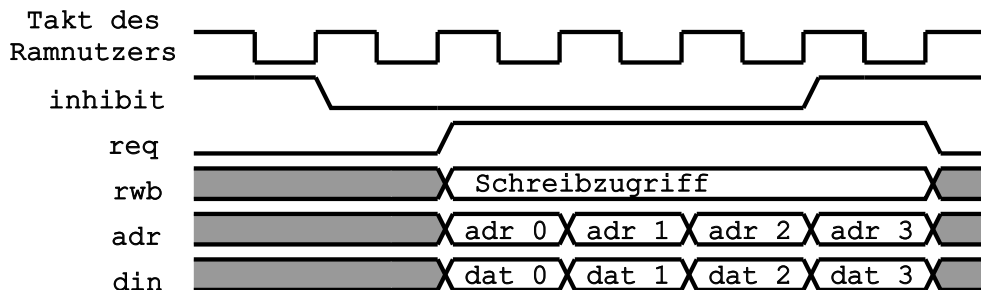 Takt des
Ramnutzers
inhibit
req
rwb Schreibzugriff
adr adr 0 adr 1 adr 2 adr 3
din dat 0 dat 1 dat 2 dat 3